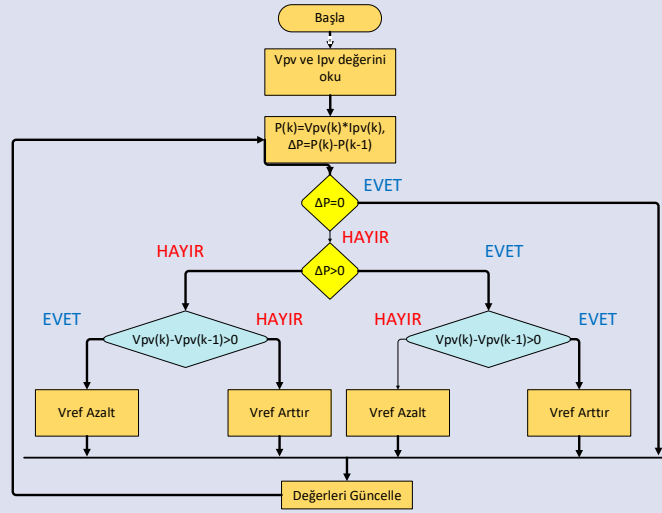 Başla
Vpv ve Ipv değerini
oku
P(k)=Vpv(k)*Ipv(k),
ΔP=P(k)-P(k-1)
EVET
ΔP=0
HAYIR
HAYIR
EVET
ΔP>0
EVET
Vpv(k)-Vpv(k-1)>0
HAYIR
HAYIR
Vpv(k)-Vpv(k-1)>0
EVET
Vref Azalt
Vref Arttır
Vref Azalt
Vref Arttır
Değerleri Güncelle